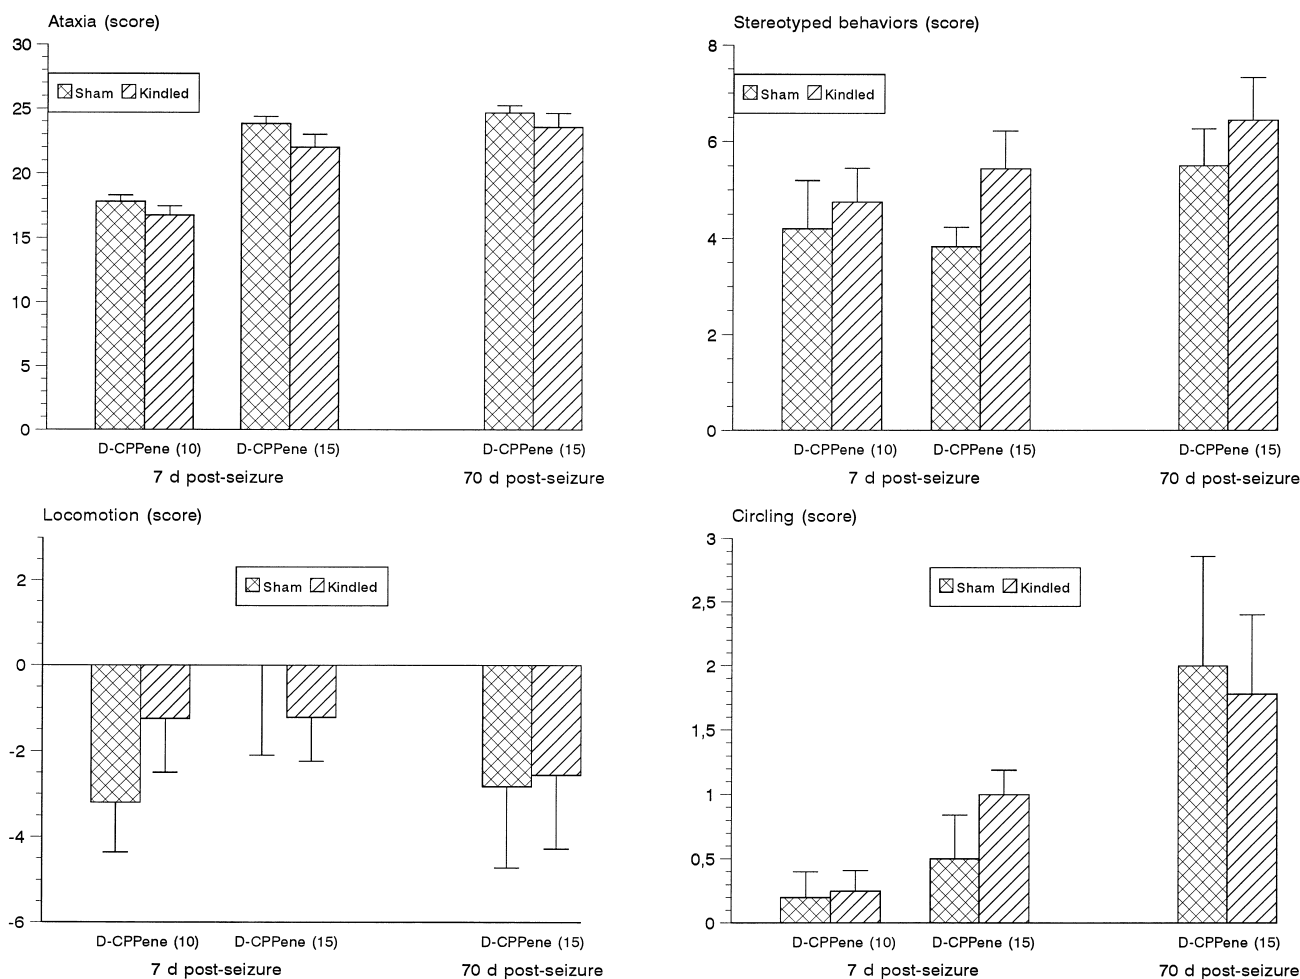 Ataxia (score)
30
25
20
15
10
5
0
Sham Kindled
D-CPPene (10) D-CPPene (15) D-CPPene (15)
7 d post-seizure 70 d post-seizure
Stereotyped behaviors (score)
8
6
4
2
0
Sham Kindled
D-CPPene (10) D-CPPene (15) D-CPPene (15)
7 d post-seizure 70 d post-seizure
Locomotion (score)
2
0
-2
-4
-6
Sham Kindled
D-CPPene (10) D-CPPene (15) D-CPPene (15)
7 d post-seizure 70 d post-seizure
Circling (score)
3
2,5
2
1,5
1
0,5
0
Sham Kindled
D-CPPene (10) D-CPPene (15) D-CPPene (15)
7 d post-seizure 70 d post-seizure